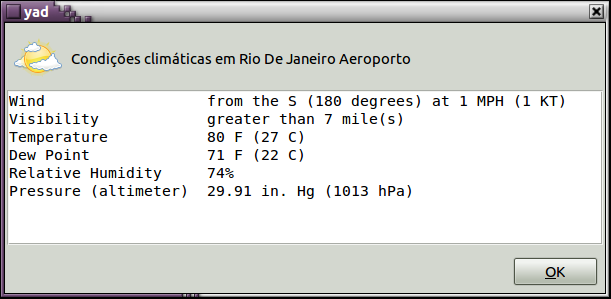 yad
Condições climáticas em Rio De Janeiro Aeroporto
Wind from the S (180 degrees) at 1 MPH (1 KT)
Visibility greater than 7 mile(s)
Temperature 80 F (27 C)
Dew Point 71 F (22 C)
Relative Humidity 74%
Pressure (altimeter) 29.91 in. Hg (1013 hPa)
OK